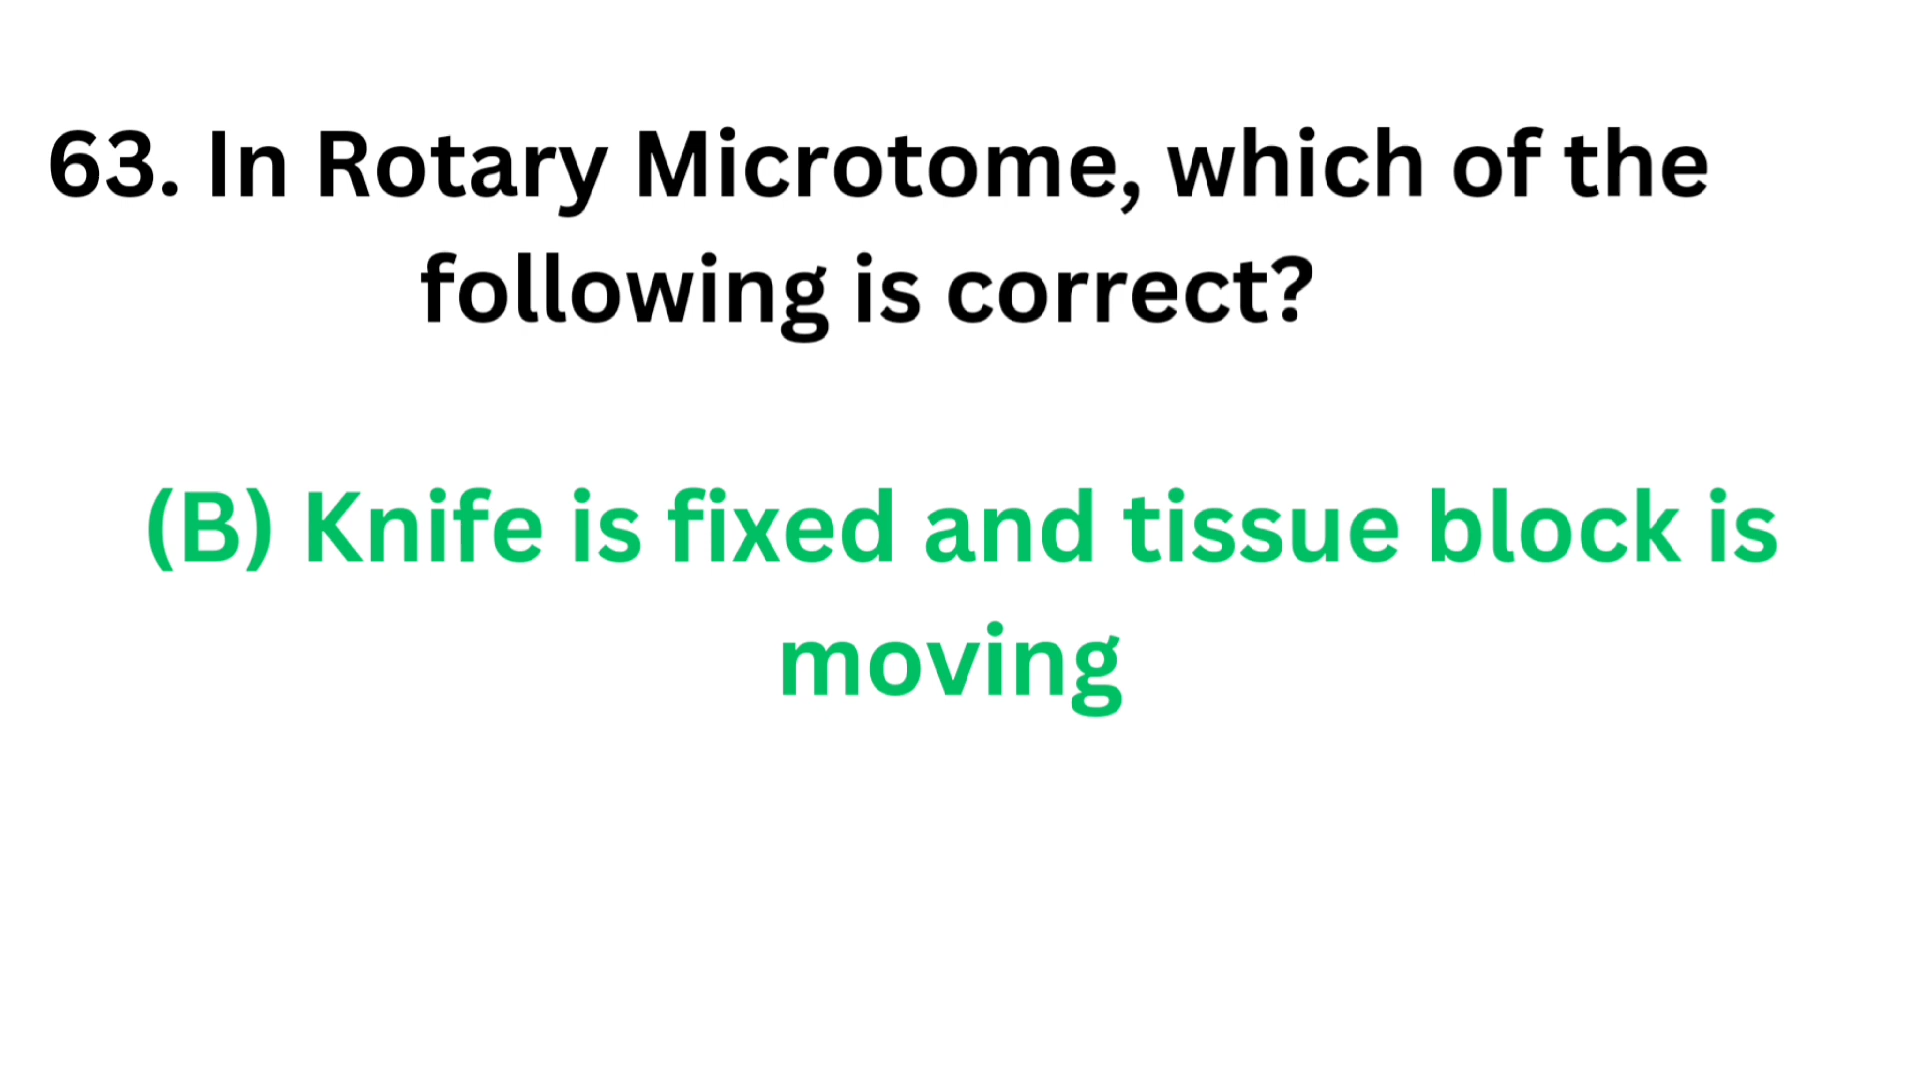 63. In Rotary Microtome, which of the
following is correct?
(B) Knife is fixed and tissue block is
moving